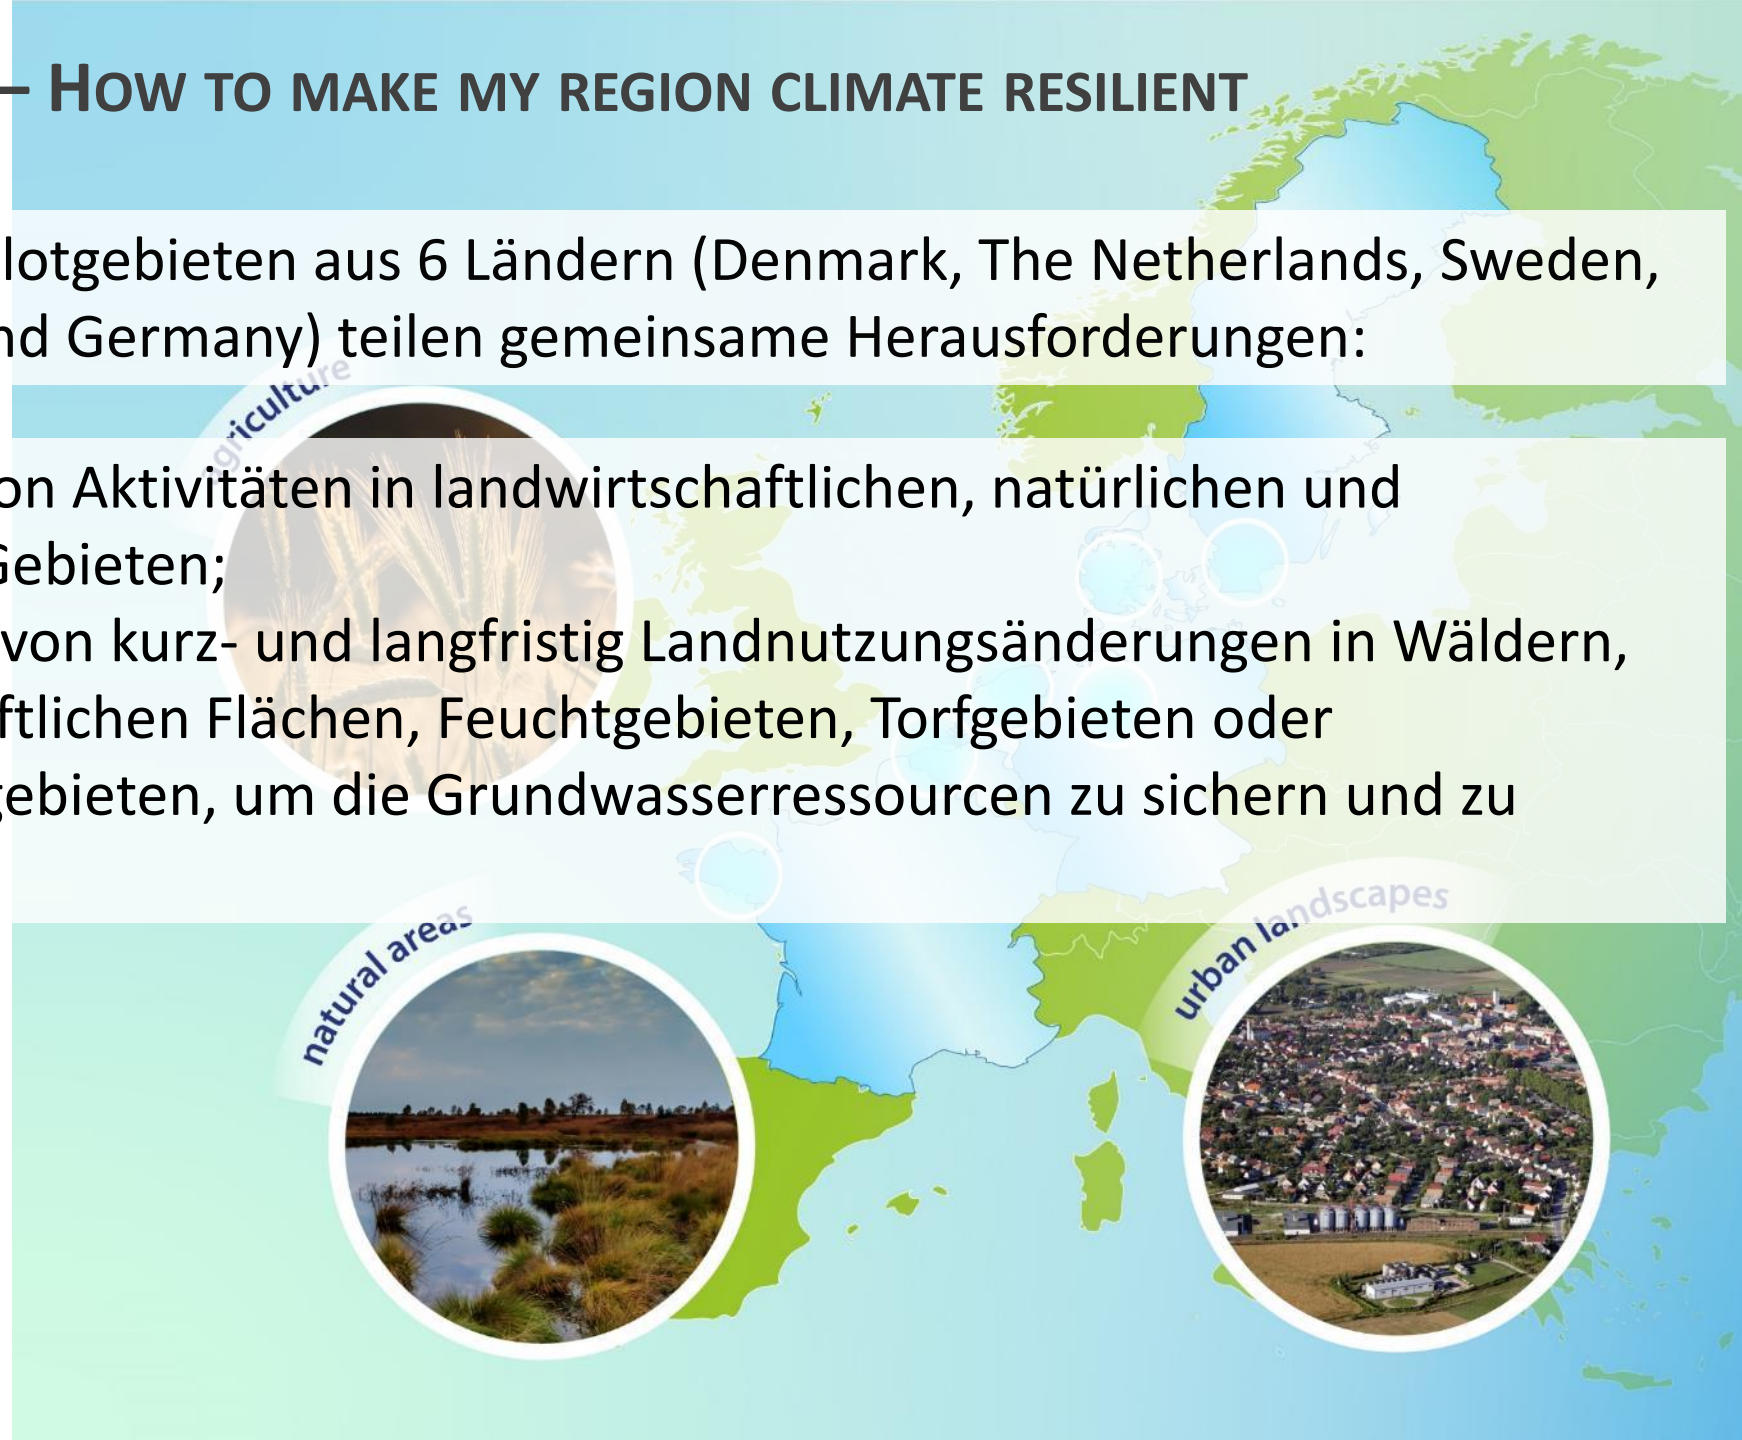 – HOW TO MAKE MY REGION CLIMATE RESILIENT
lotgebieten aus 6 Ländern (Denmark, The Netherlands, Sweden,
nd Germany) teilen gemeinsame Herausforderungen:
agriculture
on Aktivitäten in landwirtschaftlichen, natürlichen und
Gebieten;
von kurz- und langfristig Landnutzungsänderungen in Wäldern,
ftlichen Flächen, Feuchtgebieten, Torfgebieten oder
gebieten, um die Grundwasserressourcen zu sichern und zu
natural areas
urban landscapes